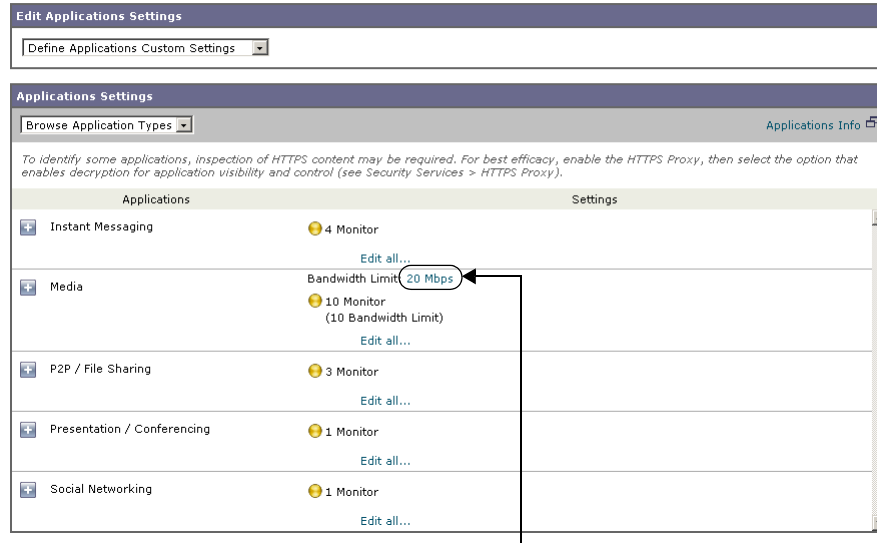 Edit Applications Settings
Define Applications Custom Settings
Applications Settings
Browse Application Types
Applications Info
To identify some applications, inspection of HTTPS content may be required. For best efficacy, enable the HTTPS Proxy, then select the option that
enables decryption for application visibility and control (see Security Services > HTTPS Proxy).
Applications Settings
Instant Messaging 4 Monitor
Edit all...
Media Bandwidth Limit: 20 Mbps
10 Monitor
(10 Bandwidth Limit)
Edit all...
P2P / File Sharing 3 Monitor
Edit all...
Presentation / Conferencing 1 Monitor
Edit all...
Social Networking 1 Monitor
Edit all...